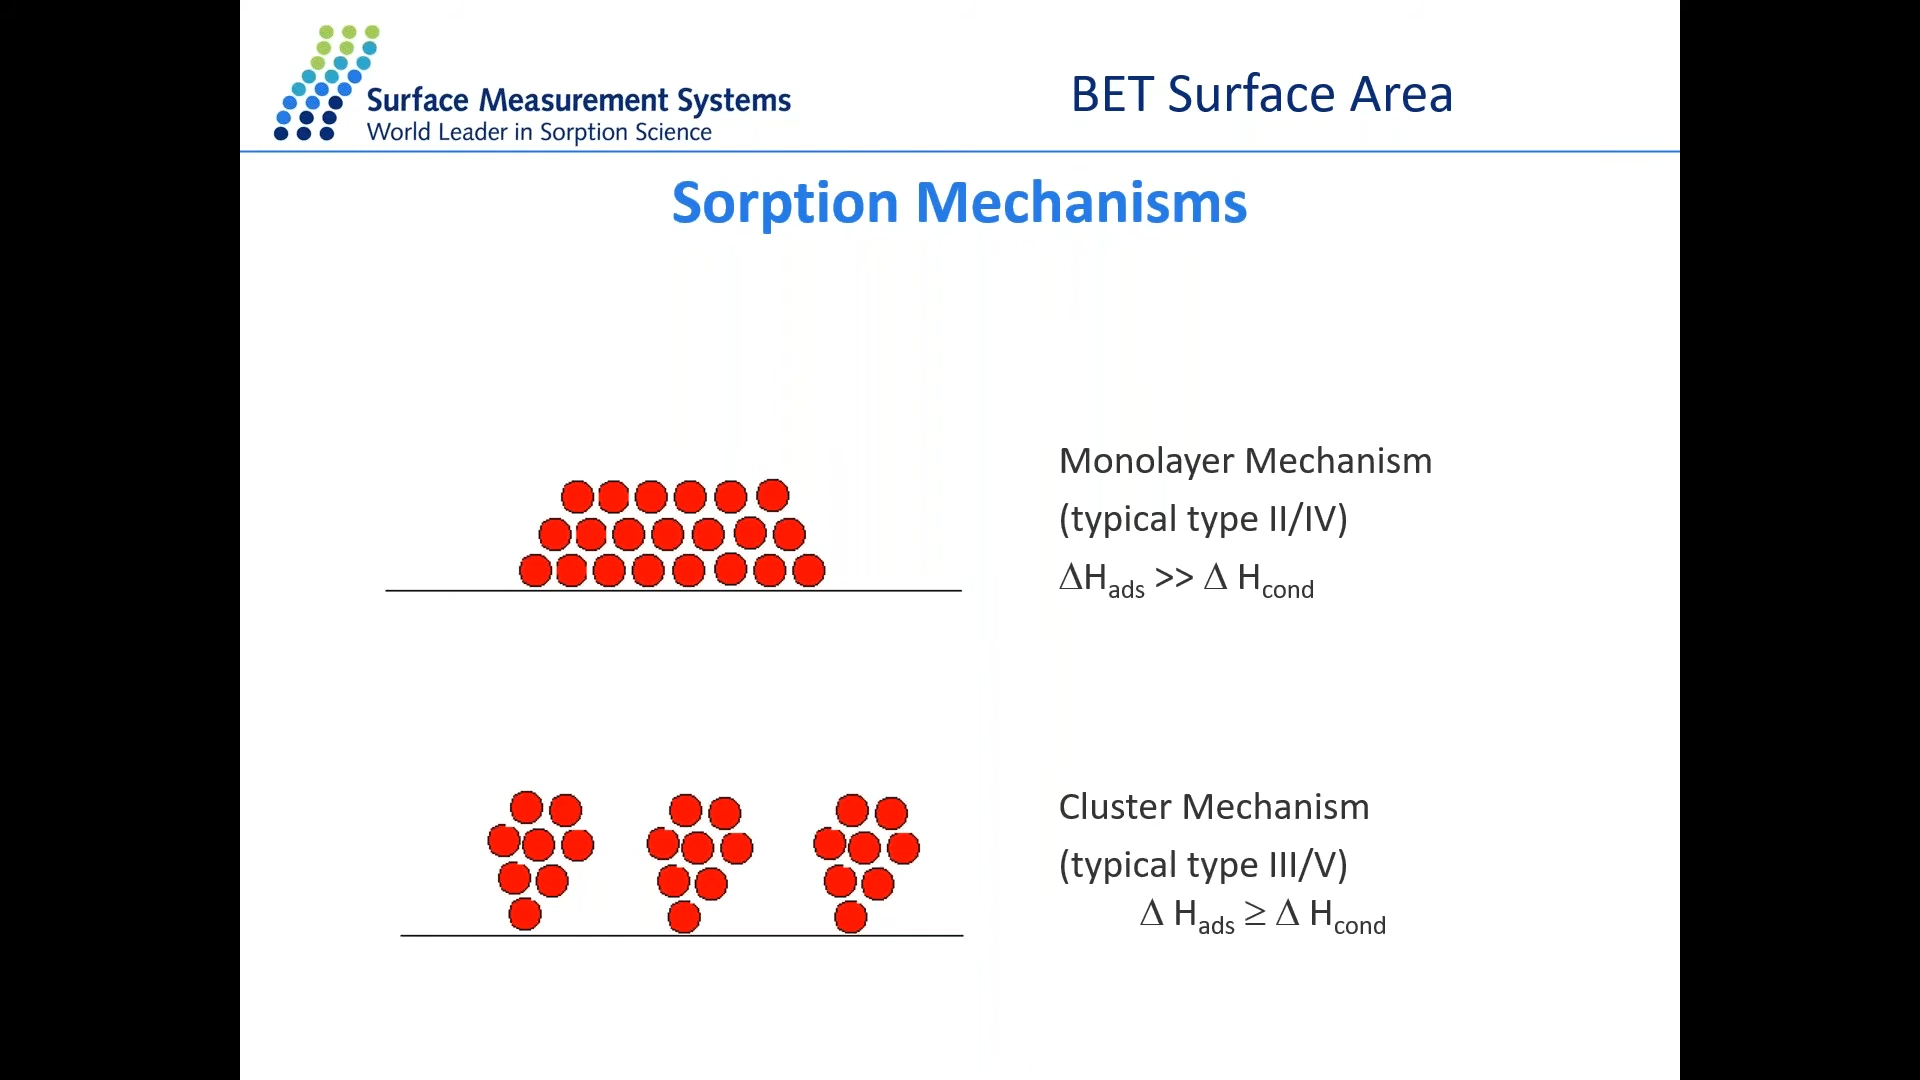 Surface Measurement Systems
World Leader in Sorption Science
BET Surface Area
Sorption Mechanisms
Monolayer Mechanism
(typical type II/IV)
ΔHads >> Δ Hcond
Cluster Mechanism
(typical type III/V)
Δ Hads ≥ Δ Hcond